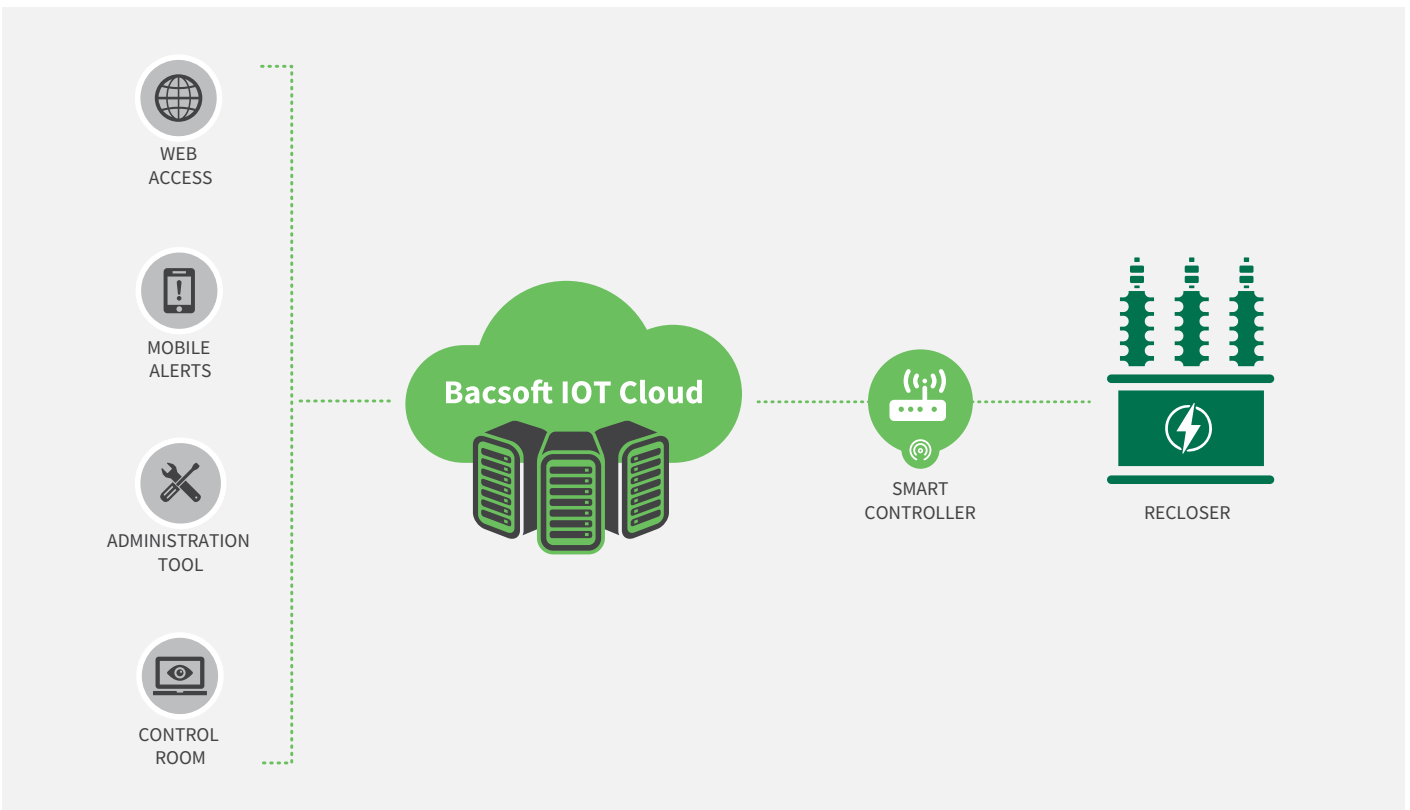 WEB
ACCESS
MOBILE
ALERTS
ADMINISTRATION
TOOL
CONTROL
ROOM
Bacsoft IOT Cloud
SMART
CONTROLLER
RECLOSER